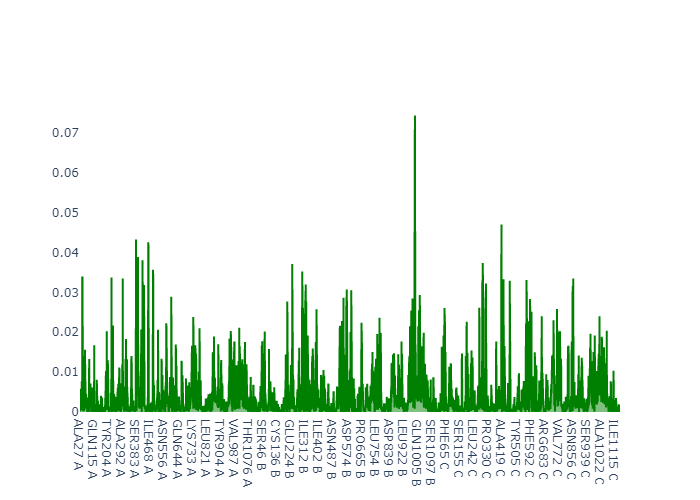 0.07
0.06
0.05
0.04
0.03
0.02
0.01
0
ALA27 A
GLN115 A
TYR204 A
ALA292 A
SER383 A
ILE468 A
ASN556 A
GLN644 A
LYS733 A
LEU821 A
TYR904 A
VAL987 A
THR1076 A
SER46 B
CYS136 B
GLU224 B
ILE312 B
ILE402 B
ASN487 B
ASP574 B
PRO665 B
LEU754 B
ASP839 B
LEU922 B
GLN1005 B
SER1097 B
PHE65 C
SER155 C
LEU242 C
PRO330 C
ALA419 C
TYR505 C
PHE592 C
ARG683 C
VAL772 C
ASN856 C
SER939 C
ALA1022 C
ILE1115 C